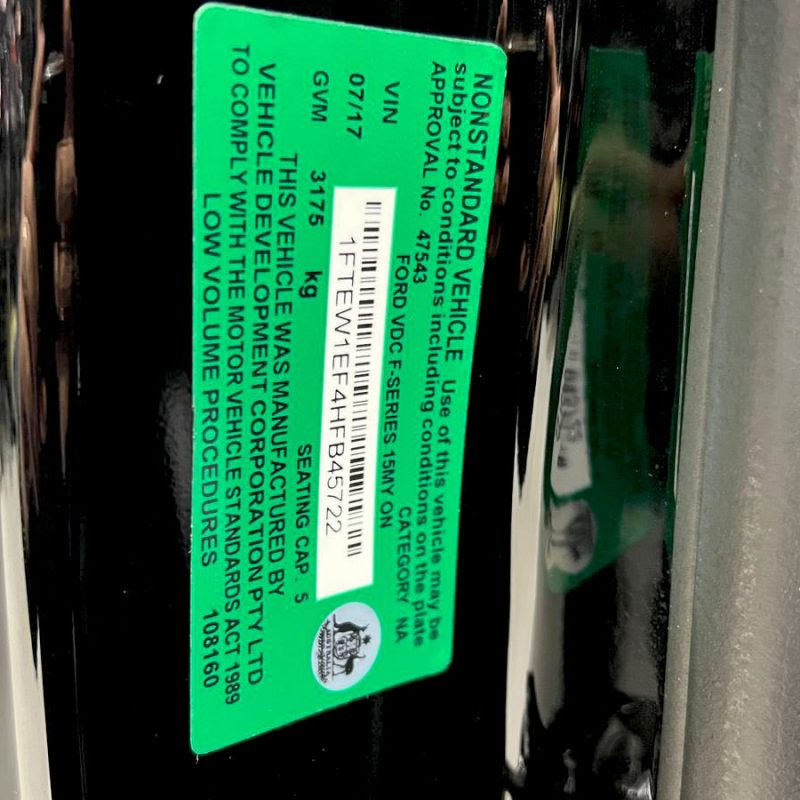 NONSTANDARD VEHICLE Use of this vehicle may be
subject to conditions including conditions on the plate
APPROVAL No. 47543 CATEGORY NA
FORD VDC F-SERIES 15MY ON
VIN 1FTEW1EF4HFB45722
07/17
GVM 3175 kg SEATING CAP. 5
THIS VEHICLE WAS MANUFACTURED BY
VEHICLE DEVELOPMENT CORPORATION PTY LTD
TO COMPLY WITH THE MOTOR VEHICLE STANDARDS ACT 1989
LOW VOLUME PROCEDURES 108160
AUSTRALIA